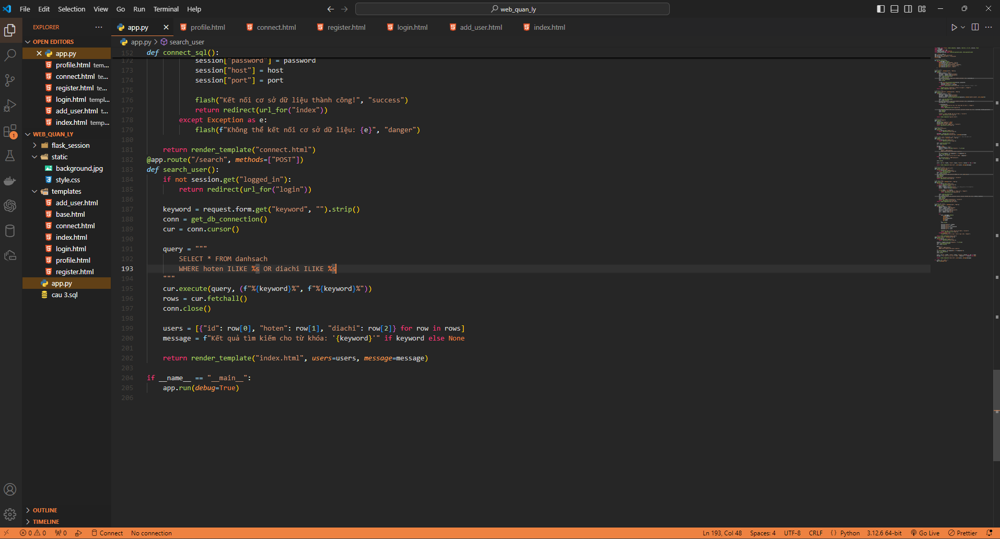 File Edit Selection View Go Run Terminal Help
web_quan_ly
EXPLORER
OPEN EDITORS
app.py
profile.html tem...
connect.html te...
register.html te...
login.html templ...
add_user.html t...
index.html temp...
WEB_QUAN_LY
flask_session
static
background.jpg
style.css
templates
add_user.html
base.html
connect.html
index.html
login.html
profile.html
register.html
app.py
cau 3.sql
OUTLINE
TIMELINE
1
app.py profile.html connect.html register.html login.html add_user.html index.html
app.py > search_user
152 def connect_sql():
172 session["password"] = password
173 session["host"] = host
174 session["port"] = port
175
176 flash("Kết nối cơ sở dữ liệu thành công!", "success")
177 return redirect(url_for("index"))
178 except Exception as e:
179 flash(f"Không thể kết nối cơ sở dữ liệu: {e}", "danger")
180
181 return render_template("connect.html")
182 @app.route("/search", methods=["POST"])
183 def search_user():
184 if not session.get("logged_in"):
185 return redirect(url_for("login"))
186
187 keyword = request.form.get("keyword", "").strip()
188 conn = get_db_connection()
189 cur = conn.cursor()
190
191 query = """
192 SELECT * FROM danhsach
193 WHERE hoten ILIKE %s OR diachi ILIKE %s
194 """
195 cur.execute(query, (f"%{keyword}%", f"%{keyword}%"))
196 rows = cur.fetchall()
197 conn.close()
198
199 users = [{"id": row[0], "hoten": row[1], "diachi": row[2]} for row in rows]
200 message = f"Kết quả tìm kiếm cho từ khóa: '{keyword}'" if keyword else None
201
202 return render_template("index.html", users=users, message=message)
203
204 if __name__ == "__main__":
205 app.run(debug=True)
206
0 0 0 Connect No connection Ln 193, Col 48 Spaces: 4 UTF-8 CRLF {} Python 3.12.6 64-bit Go Live Prettier